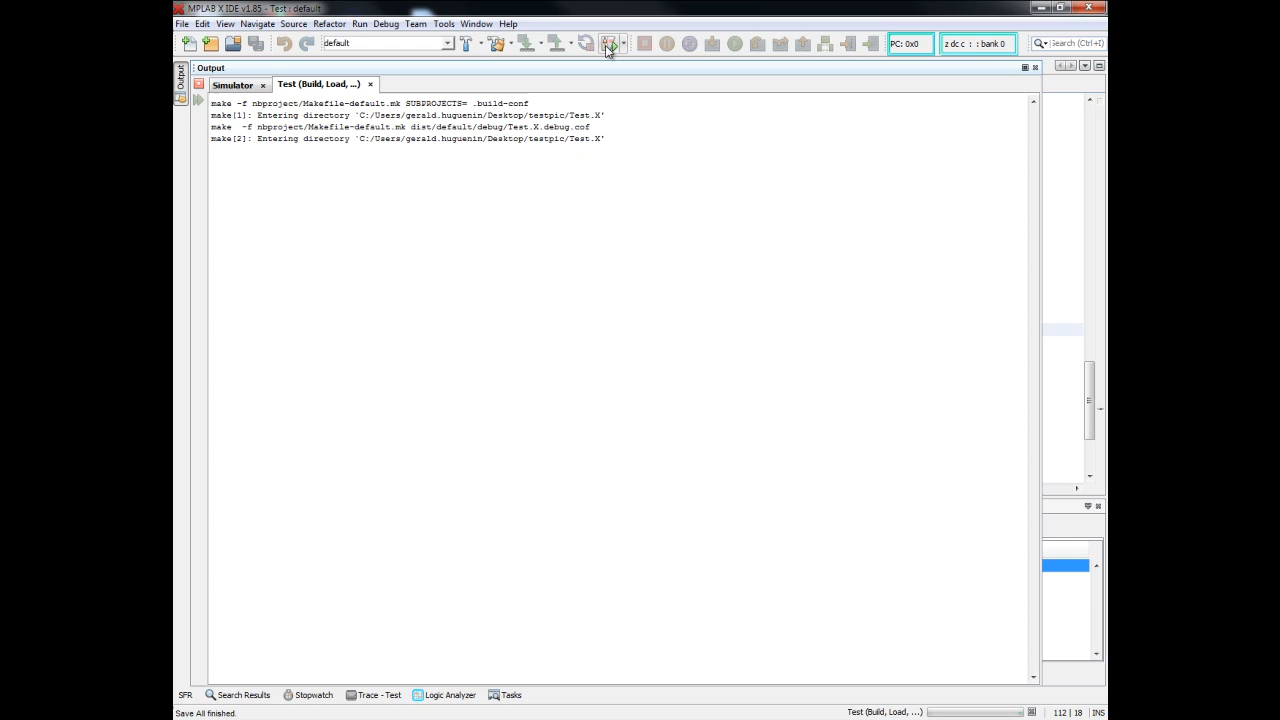 MPLAB X IDE v1.85 - Test : default
File Edit View Navigate Source Refactor Run Debug Team Tools Window Help
default
PC: 0x0
z dc c : : bank 0
Search (Ctrl+I)
Output
Output
Simulator
Test (Build, Load, ...)
make -f nbproject/Makefile-default.mk SUBPROJECTS= .build-conf
make[1]: Entering directory `C:/Users/gerald.huguenin/Desktop/testpic/Test.X'
make  -f nbproject/Makefile-default.mk dist/default/debug/Test.X.debug.cof
make[2]: Entering directory `C:/Users/gerald.huguenin/Desktop/testpic/Test.X'
SFR Search Results Stopwatch Trace - Test Logic Analyzer Tasks
Save All finished. Test (Build, Load, ...) 112 | 18 INS